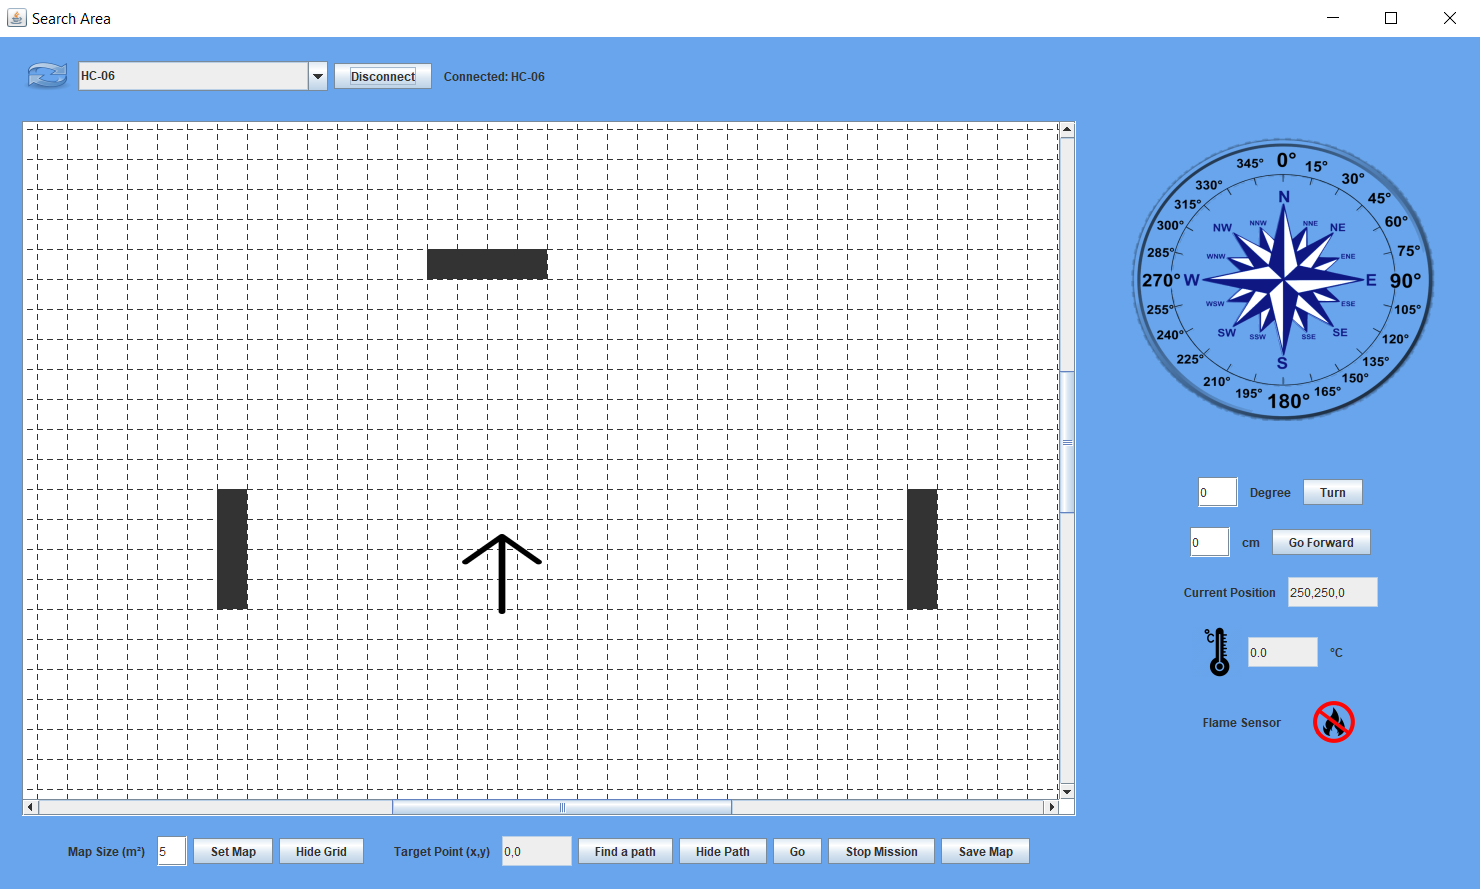 Search Area
HC-06
Disconnect
Connected: HC-06
0°
15°
30°
45°
60°
75°
90°
105°
120°
135°
150°
165°
180°
195°
210°
225°
240°
255°
270°
285°
300°
315°
330°
345°
N
NNE
NE
ENE
E
ESE
SE
SSE
S
SSW
SW
WSW
W
WNW
NW
NNW
0 Degree Turn
0 cm Go Forward
Current Position 250,250,0
°C 0.0 °C
Flame Sensor
Map Size (m²) 5 Set Map Hide Grid Target Point (x,y) 0,0 Find a path Hide Path Go Stop Mission Save Map